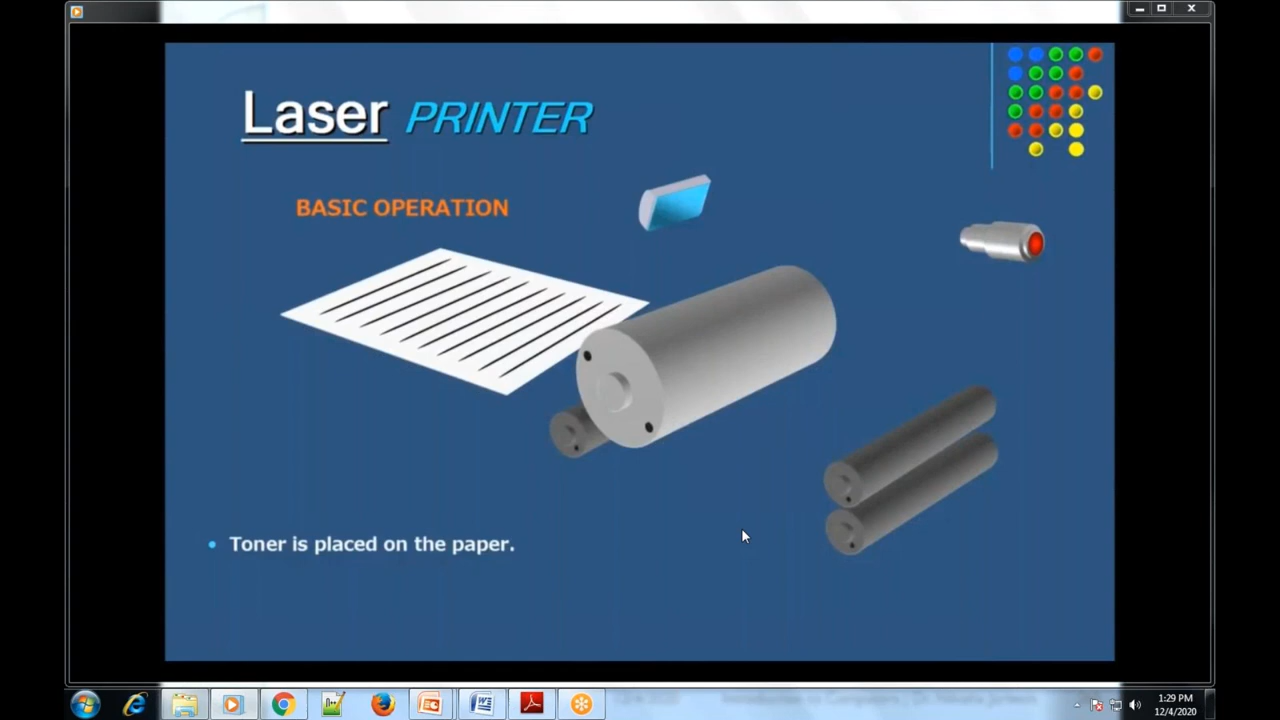 Laser PRINTER
BASIC OPERATION
• Toner is placed on the paper.
1:29 PM
12/4/2020